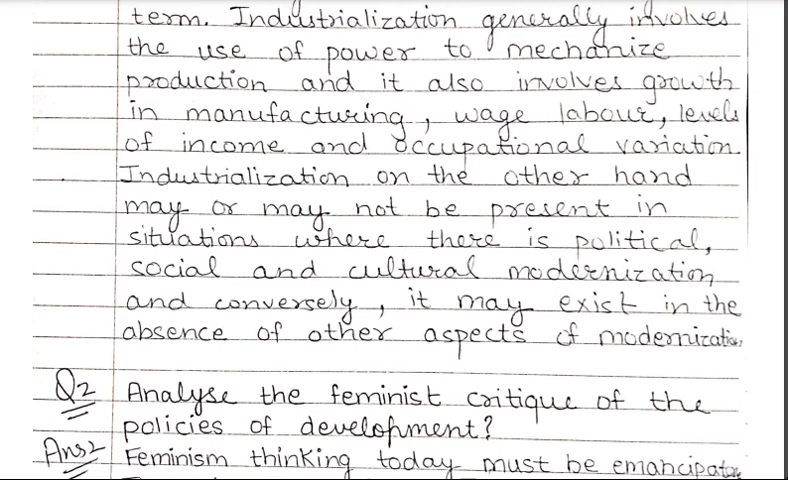 term. Industrialization generally involves
the use of power to mechanize
production and it also involves growth
in manufacturing, wage labour, levels
of income and occupational variation.
Industrialization on the other hand
may or may not be present in
situations where there is political,
social and cultural modernization
and conversely, it may exist in the
absence of other aspects of modernization
Q2 Analyse the feminist critique of the
policies of development?
Ans2 Feminism thinking today must be